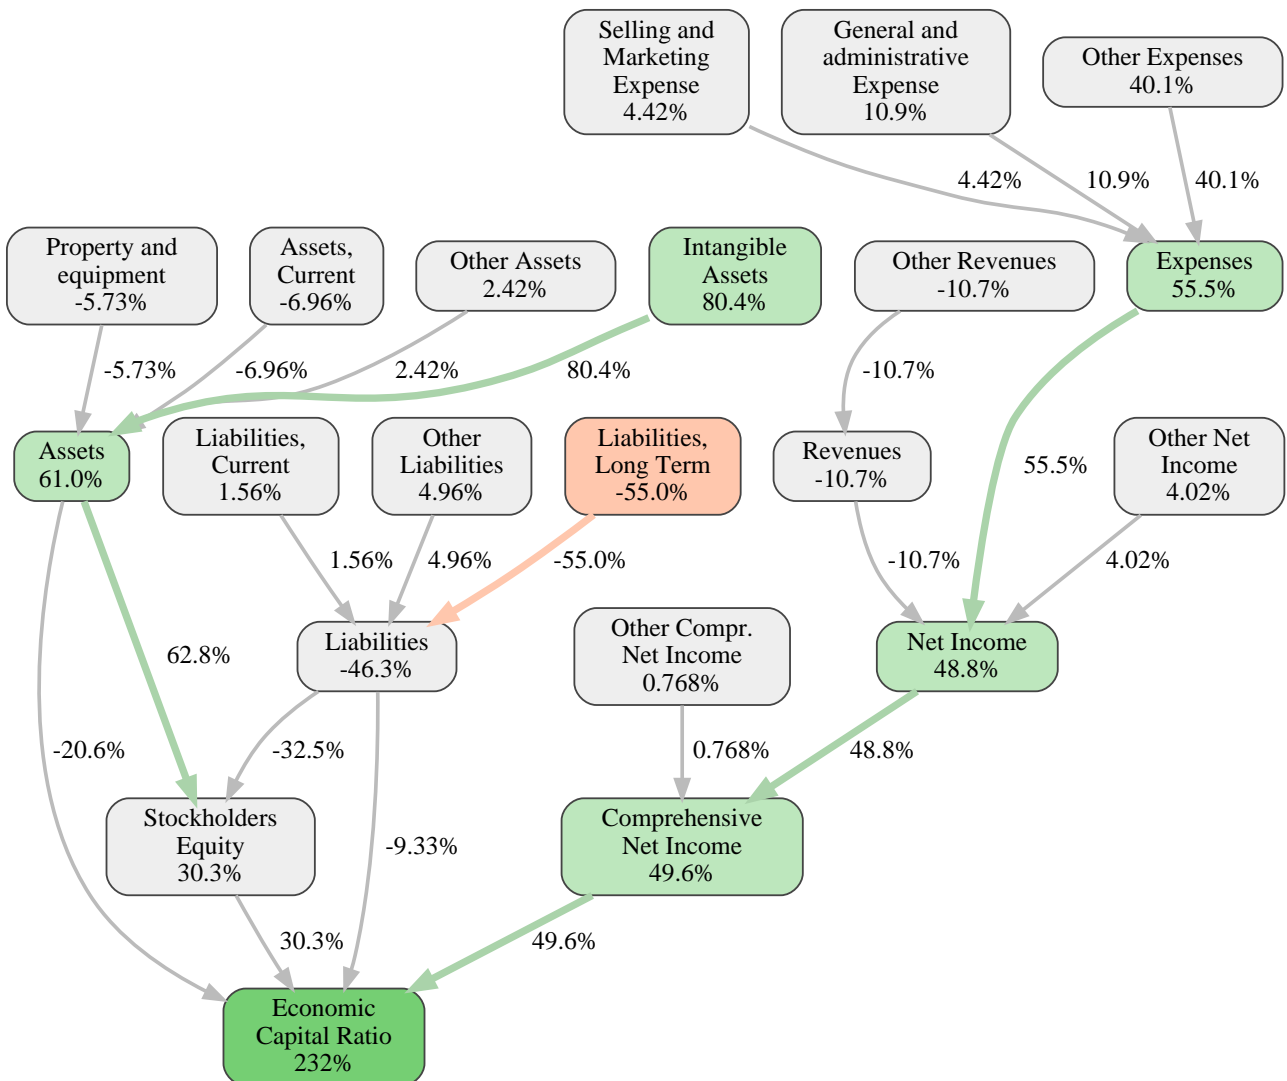 Selling and
Marketing
Expense
4.42%
General and
administrative
Expense
10.9%
Other Expenses
40.1%
4.42%
10.9%
40.1%
Property and
equipment
-5.73%
Assets,
Current
-6.96%
Other Assets
2.42%
Intangible
Assets
80.4%
Other Revenues
-10.7%
Expenses
55.5%
-5.73%
-6.96%
2.42%
80.4%
-10.7%
55.5%
Assets
61.0%
Liabilities,
Current
1.56%
Other
Liabilities
4.96%
Liabilities,
Long Term
-55.0%
Revenues
-10.7%
Other Net
Income
4.02%
1.56%
4.96%
-55.0%
-10.7%
4.02%
62.8%
Liabilities
-46.3%
Other Compr.
Net Income
0.768%
Net Income
48.8%
-20.6%
-32.5%
0.768%
48.8%
Stockholders
Equity
30.3%
-9.33%
Comprehensive
Net Income
49.6%
30.3%
49.6%
Economic
Capital Ratio
232%